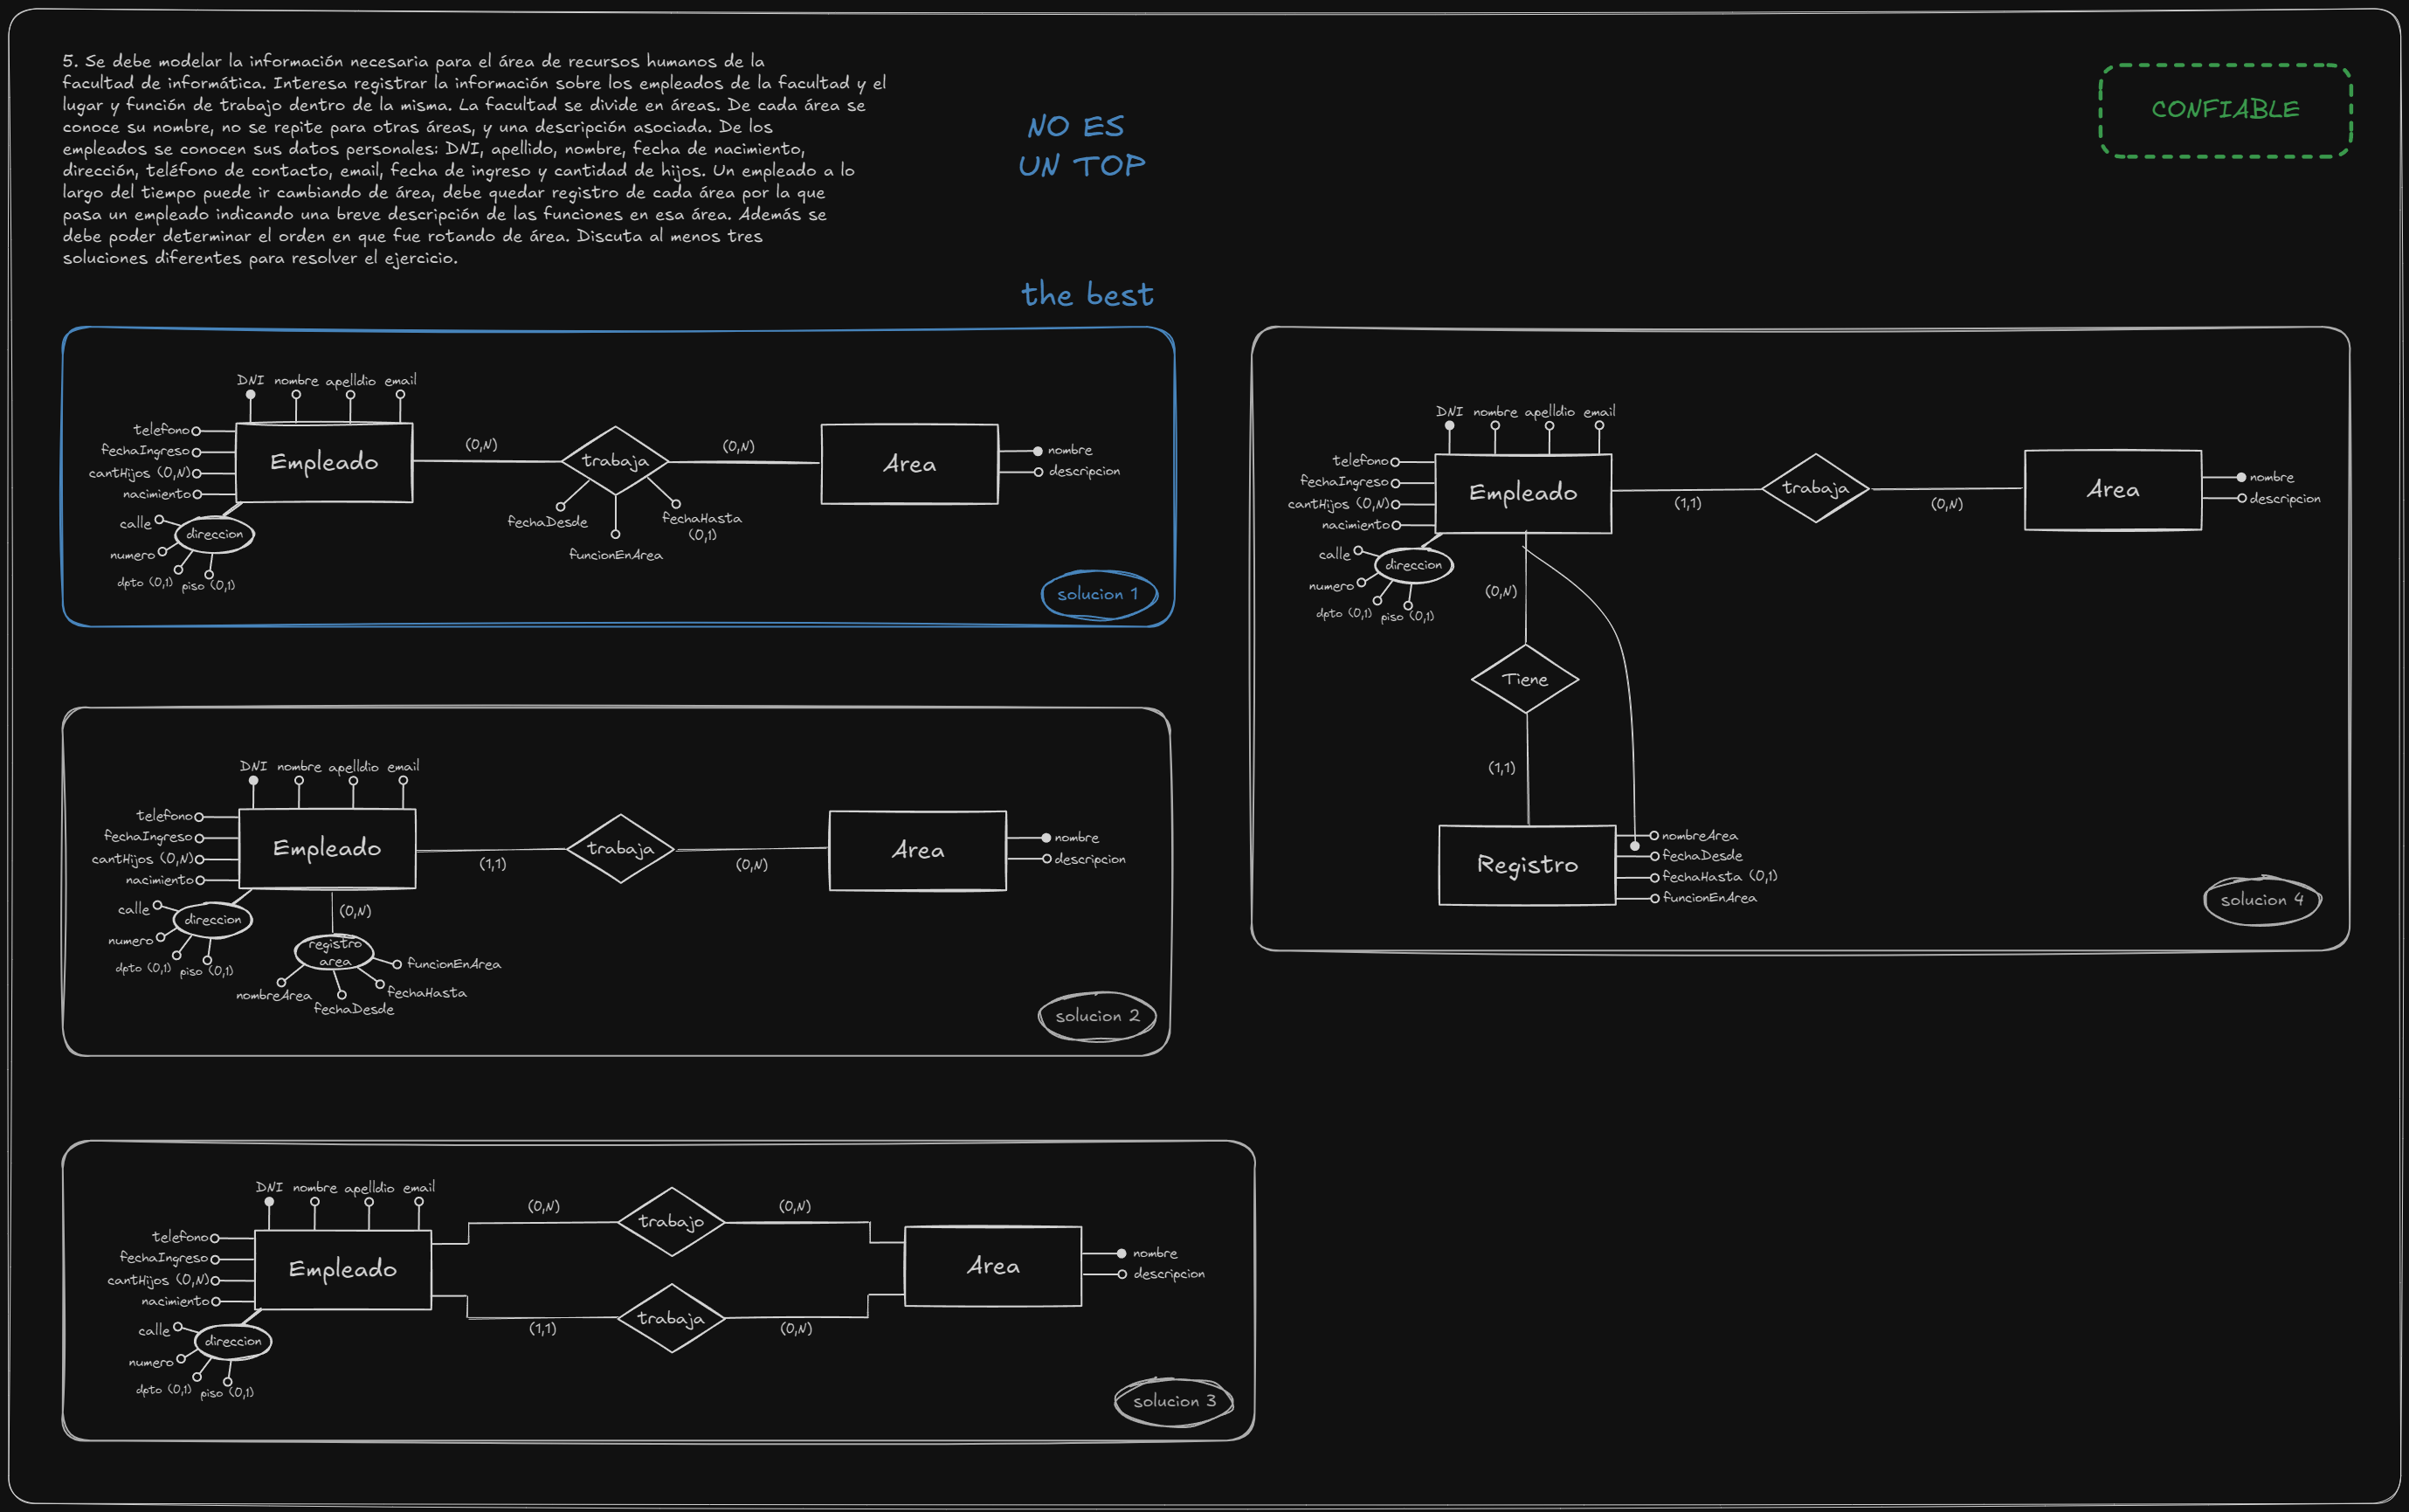 5. Se debe modelar la información necesaria para el área de recursos humanos de la
facultad de informática. Interesa registrar la información sobre los empleados de la facultad y el
lugar y función de trabajo dentro de la misma. La facultad se divide en áreas. De cada área se
conoce su nombre, no se repite para otras áreas, y una descripción asociada. De los
empleados se conocen sus datos personales: DNI, apellido, nombre, fecha de nacimiento,
dirección, teléfono de contacto, email, fecha de ingreso y cantidad de hijos. Un empleado a lo
largo del tiempo puede ir cambiando de área, debe quedar registro de cada área por la que
pasa un empleado indicando una breve descripción de las funciones en esa área. Además se
debe poder determinar el orden en que fue rotando de área. Discuta al menos tres
soluciones diferentes para resolver el ejercicio.
NO ES
UN TOP
CONFIABLE
the best
DNI nombre apelldio email
telefono
fechaIngreso
cantHijos (0,N)
nacimiento
Empleado
calle
direccion
numero
dpto (0,1) piso (0,1)
(0,N)
trabaja
(0,N)
fechaDesde
funcionEnArea
fechaHasta
(0,1)
Area
nombre
descripcion
solucion 1
DNI nombre apelldio email
telefono
fechaIngreso
cantHijos (0,N)
nacimiento
Empleado
calle
direccion
numero
dpto (0,1) piso (0,1)
(0,N)
registro
area
nombreArea
fechaDesde
fechaHasta
funcionEnArea
(1,1)
trabaja
(0,N)
Area
nombre
descripcion
solucion 2
DNI nombre apelldio email
telefono
fechaIngreso
cantHijos (0,N)
nacimiento
Empleado
calle
direccion
numero
dpto (0,1) piso (0,1)
(0,N)
trabajo
(0,N)
(1,1)
trabaja
(0,N)
Area
nombre
descripcion
solucion 3
DNI nombre apelldio email
telefono
fechaIngreso
cantHijos (0,N)
nacimiento
Empleado
calle
direccion
numero
dpto (0,1) piso (0,1)
(1,1)
trabaja
(0,N)
Area
nombre
descripcion
(0,N)
Tiene
(1,1)
Registro
nombreArea
fechaDesde
fechaHasta (0,1)
funcionEnArea
solucion 4